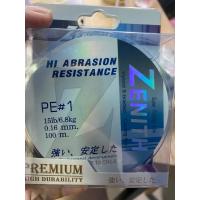 HI ABRASION
RESISTANCE
ZENITH
PE#1
15lb/6.8kg
0.16 mm.
100 m.
強い、安定した
PREMIUM
HIGH DURABILITY
強い、安定した